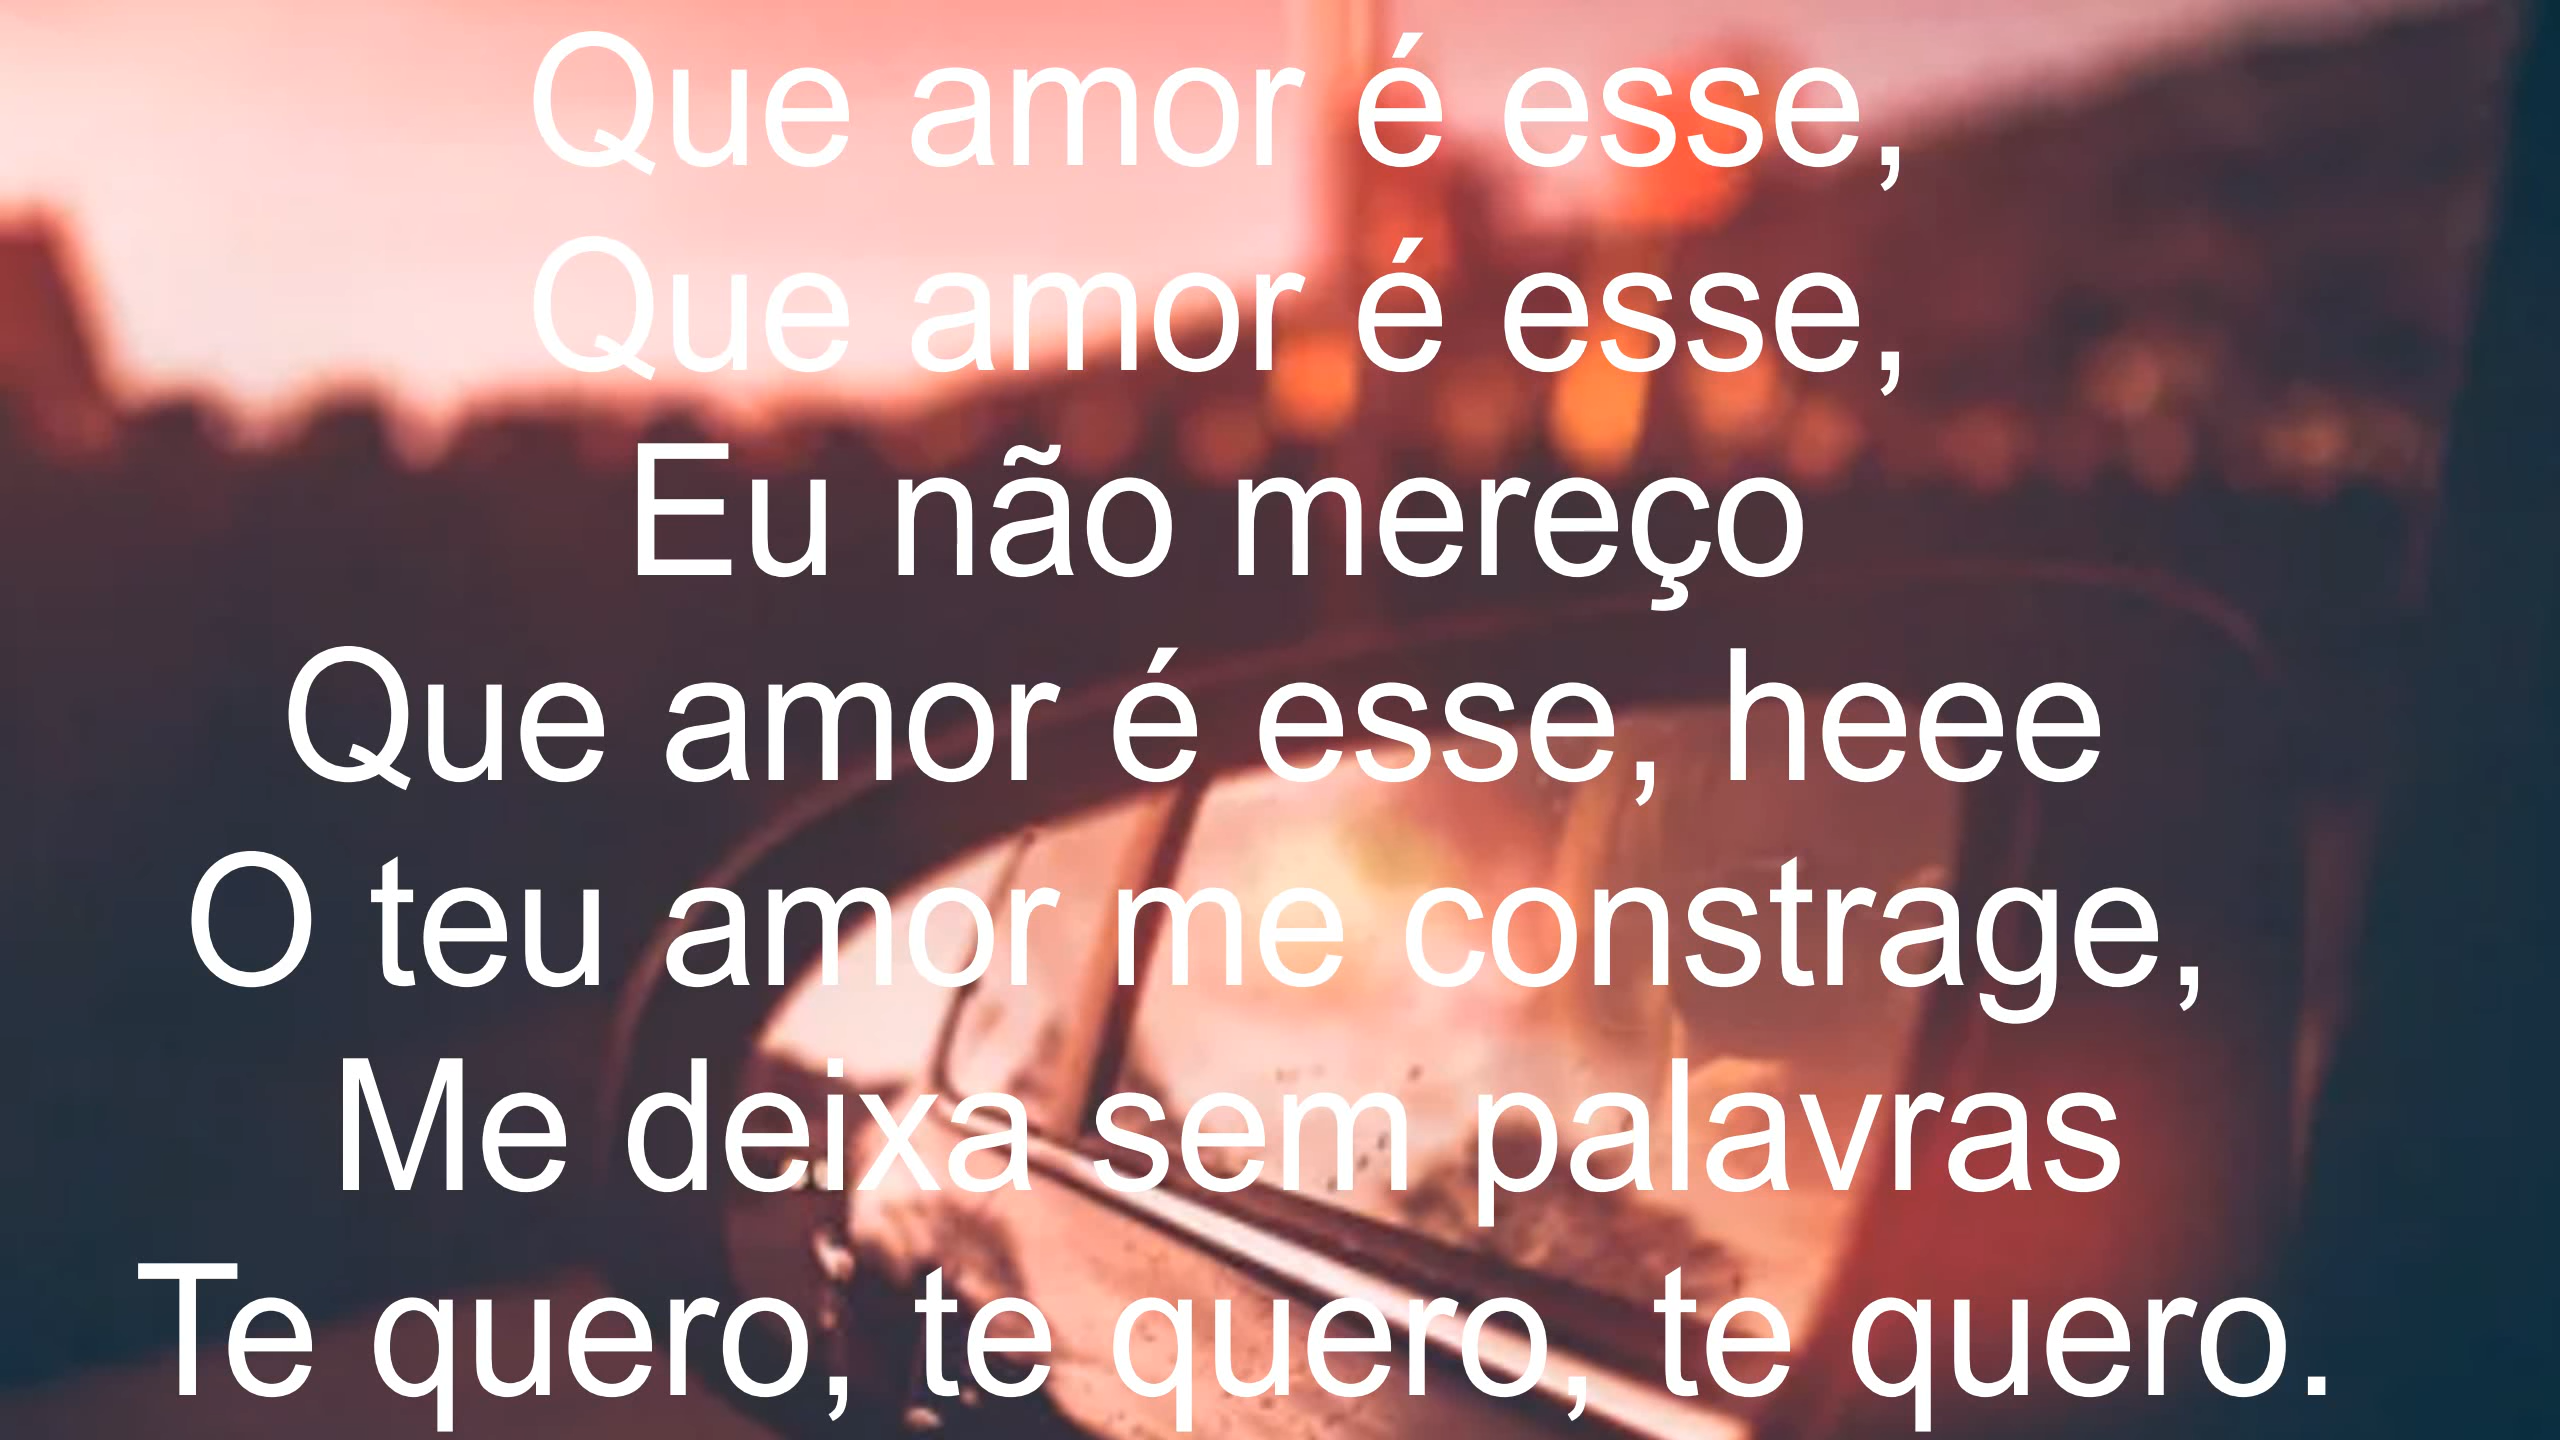 Que amor é esse,
Que amor é esse,
Eu não mereço
Que amor é esse, heee
O teu amor me constrage,
Me deixa sem palavras
Te quero, te quero, te quero.